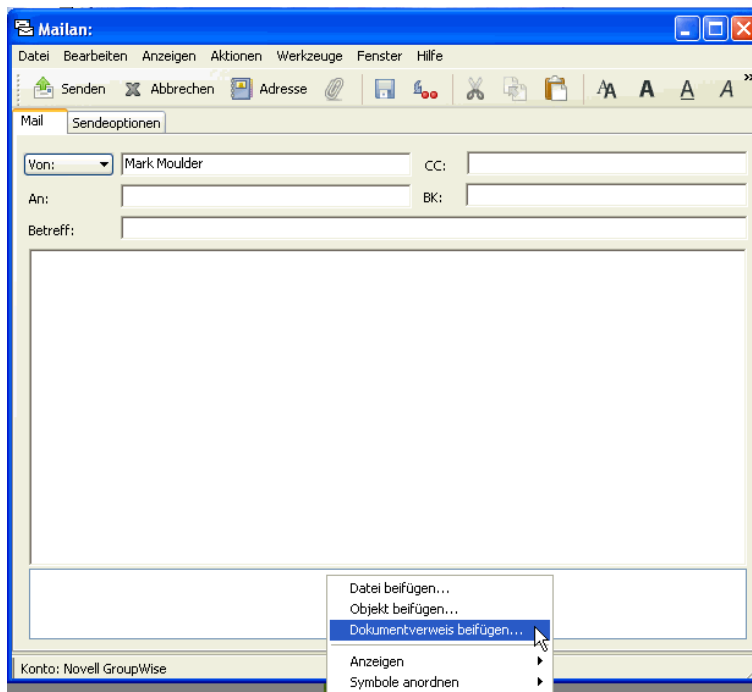 Mailan:
Datei Bearbeiten Anzeigen Aktionen Werkzeuge Fenster Hilfe
Senden Abbrechen Adresse AA A A A »
Mail Sendeoptionen
Von: Mark Moulder CC:
An: BK:
Betreff:
Datei beifügen...
Objekt beifügen...
Dokumentverweis beifügen...
Anzeigen
Symbole anordnen
Konto: Novell GroupWise